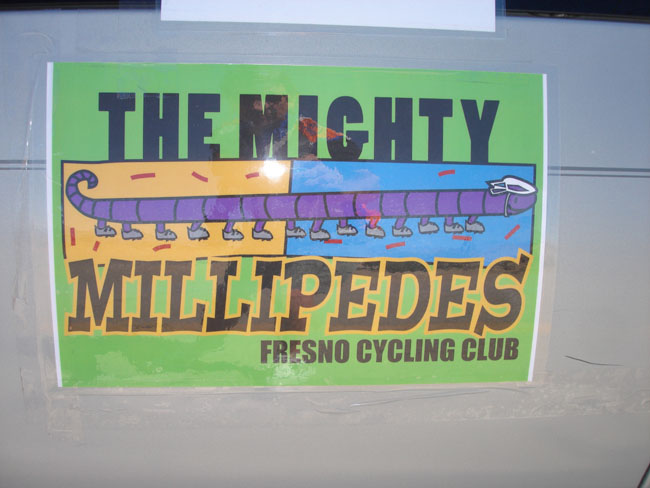 THE MIGHTY
MILLIPEDES
FRESNO CYCLING CLUB